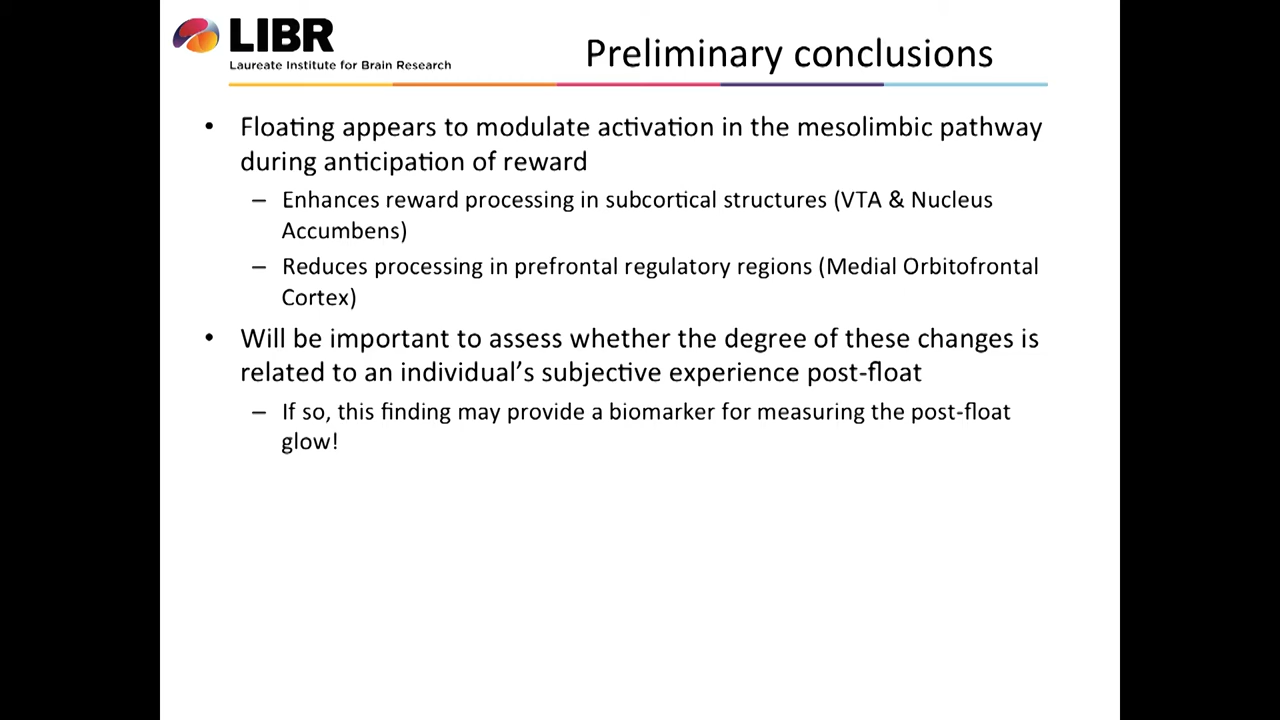 LIBR
Laureate Institute for Brain Research
Preliminary conclusions
• Floating appears to modulate activation in the mesolimbic pathway
during anticipation of reward
– Enhances reward processing in subcortical structures (VTA & Nucleus
Accumbens)
– Reduces processing in prefrontal regulatory regions (Medial Orbitofrontal
Cortex)
• Will be important to assess whether the degree of these changes is
related to an individual’s subjective experience post-float
– If so, this finding may provide a biomarker for measuring the post-float
glow!